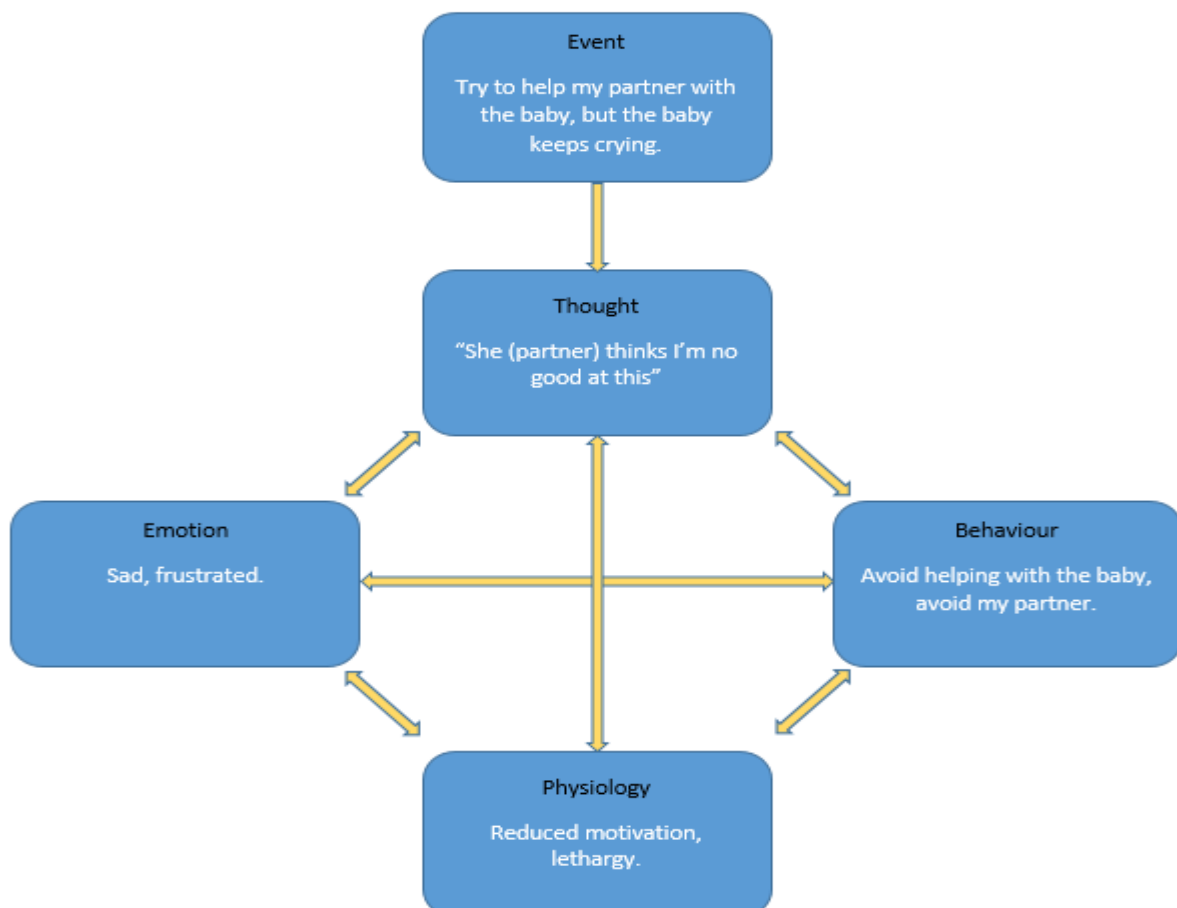 Event
Try to help my partner with
the baby, but the baby
keeps crying.
Thought
“She (partner) thinks I’m no
good at this”
Emotion
Sad, frustrated.
Behaviour
Avoid helping with the baby,
avoid my partner.
Physiology
Reduced motivation,
lethargy.